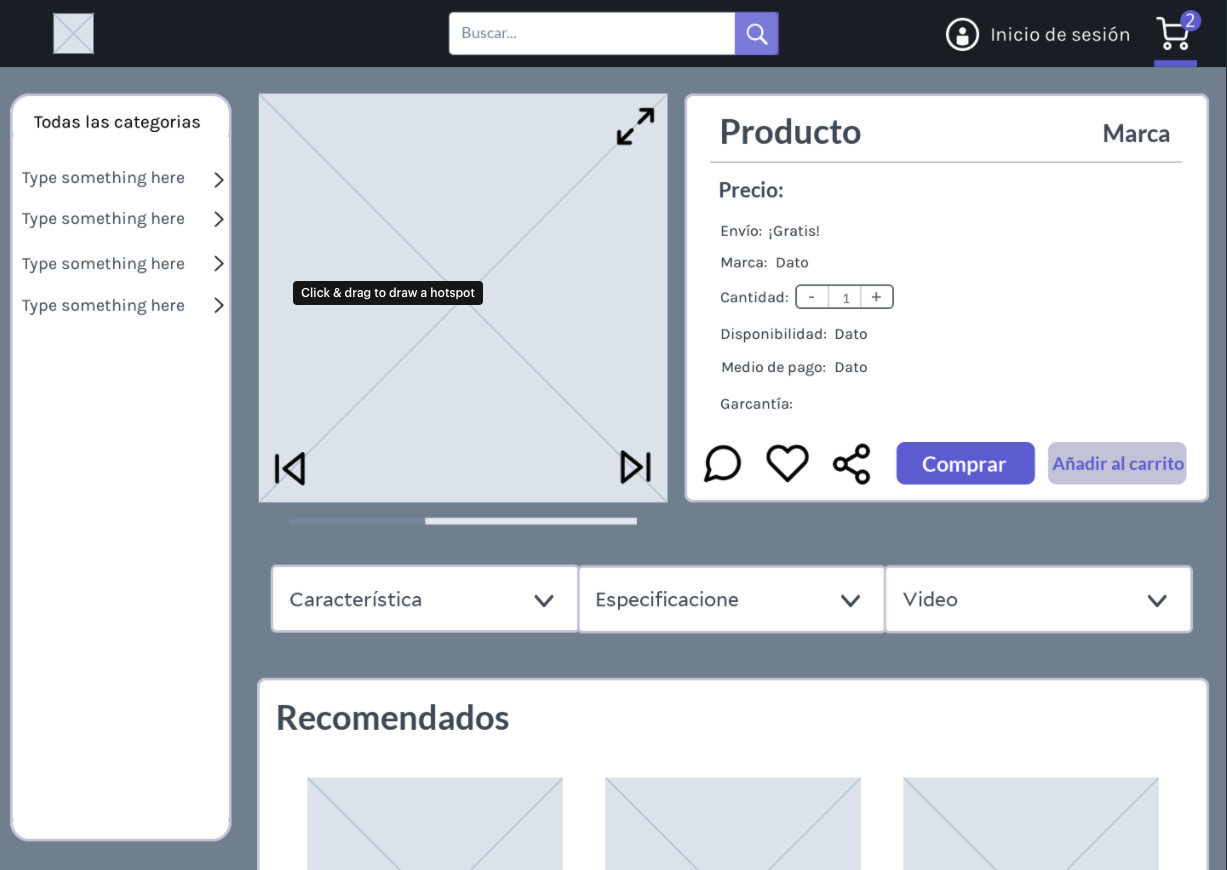 Buscar...
Inicio de sesión
2
Todas las categorias
Type something here
Type something here
Type something here
Type something here
Click & drag to draw a hotspot
Producto
Marca
Precio:
Envío: ¡Gratis!
Marca: Dato
Cantidad: - 1 +
Disponibilidad: Dato
Medio de pago: Dato
Garcantía:
Comprar
Añadir al carrito
Característica
Especificacione
Video
Recomendados